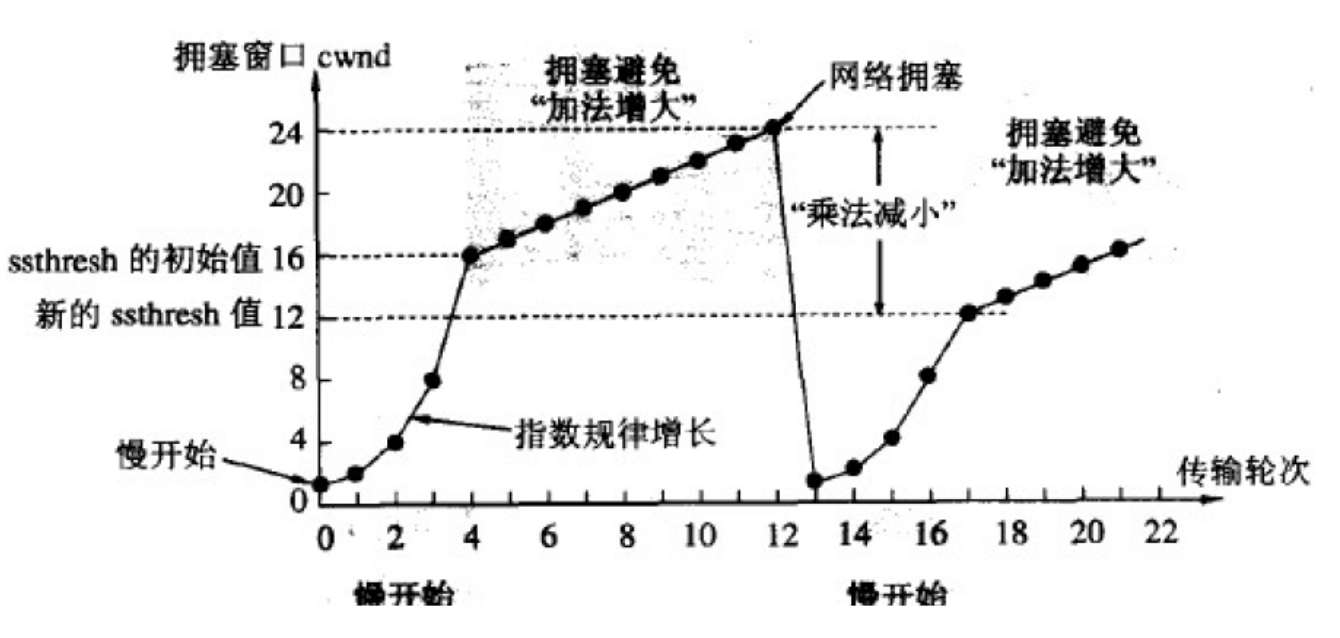 拥塞窗口 cwnd
拥塞避免
“加法增大”
网络拥塞
24
拥塞避免
“加法增大”
20
“乘法减小”
ssthresh 的初始值 16
新的 ssthresh 值 12
8
指数规律增长
4
慢开始
传输轮次
0
0 2 4 6 8 10 12 14 16 18 20 22
慢开始
慢开始